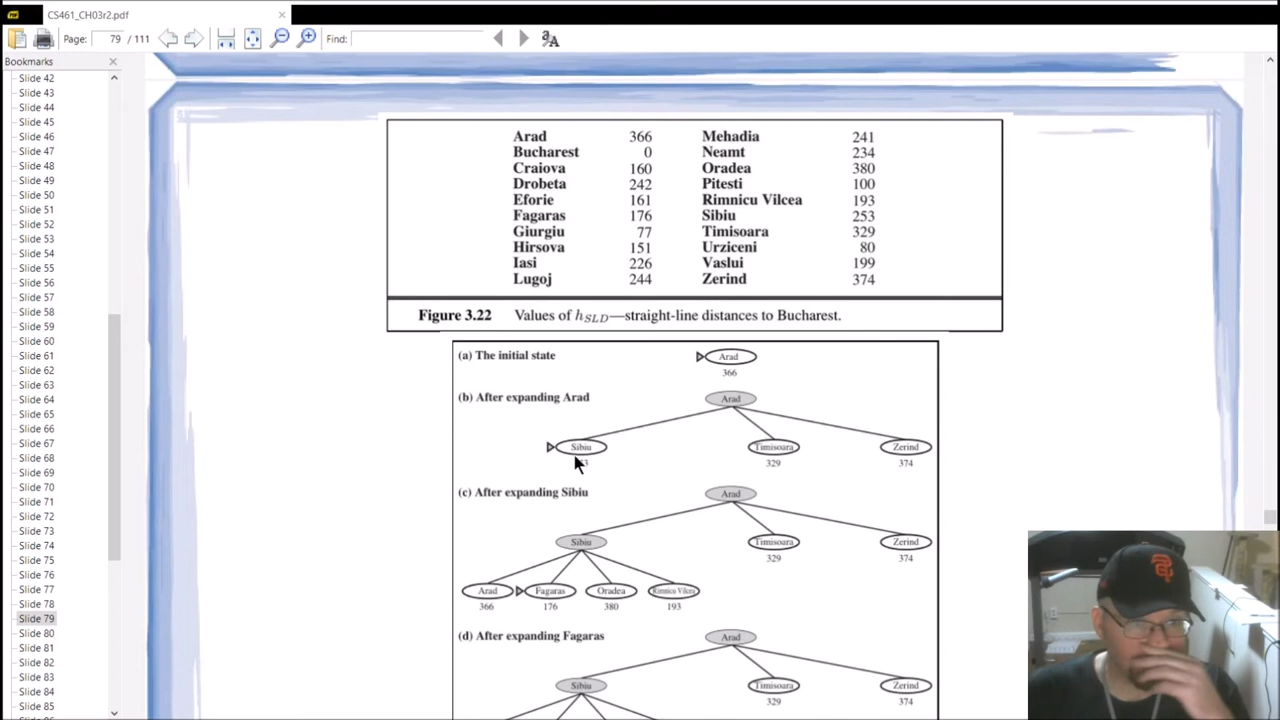 CS461_CH03r2.pdf
Page: 79 / 111
Find:
Bookmarks
Slide 42
Slide 43
Slide 44
Slide 45
Slide 46
Slide 47
Slide 48
Slide 49
Slide 50
Slide 51
Slide 52
Slide 53
Slide 54
Slide 55
Slide 56
Slide 57
Slide 58
Slide 59
Slide 60
Slide 61
Slide 62
Slide 63
Slide 64
Slide 65
Slide 66
Slide 67
Slide 68
Slide 69
Slide 70
Slide 71
Slide 72
Slide 73
Slide 74
Slide 75
Slide 76
Slide 77
Slide 78
Slide 79
Slide 80
Slide 81
Slide 82
Slide 83
Slide 84
Slide 85
Arad 366 Mehadia 241
Bucharest 0 Neamt 234
Craiova 160 Oradea 380
Drobeta 242 Pitesti 100
Eforie 161 Rimnicu Vilcea 193
Fagaras 176 Sibiu 253
Giurgiu 77 Timisoara 329
Hirsova 151 Urziceni 80
Iasi 226 Vaslui 199
Lugoj 244 Zerind 374
Figure 3.22 Values of hSLD—straight-line distances to Bucharest.
(a) The initial state Arad
366
(b) After expanding Arad Arad
Sibiu Timisoara Zerind
329 374
(c) After expanding Sibiu Arad
Sibiu Timisoara Zerind
329 374
Arad Fagaras Oradea Rimnicu Vilcea
366 176 380 193
(d) After expanding Fagaras Arad
Sibiu Timisoara Zerind
329 374